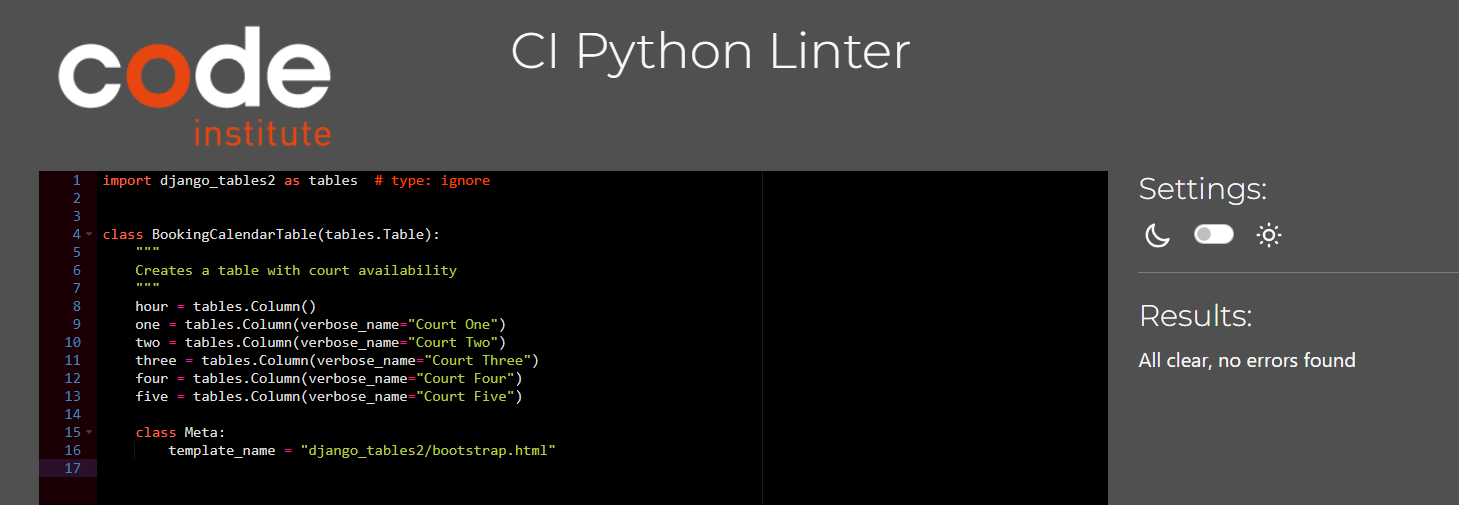 code
institute
CI Python Linter
1 import django_tables2 as tables  # type: ignore
2
3
4 class BookingCalendarTable(tables.Table):
5     """
6     Creates a table with court availability
7     """
8     hour = tables.Column()
9     one = tables.Column(verbose_name="Court One")
10     two = tables.Column(verbose_name="Court Two")
11     three = tables.Column(verbose_name="Court Three")
12     four = tables.Column(verbose_name="Court Four")
13     five = tables.Column(verbose_name="Court Five")
14
15     class Meta:
16         template_name = "django_tables2/bootstrap.html"
17
Settings:
Results:
All clear, no errors found